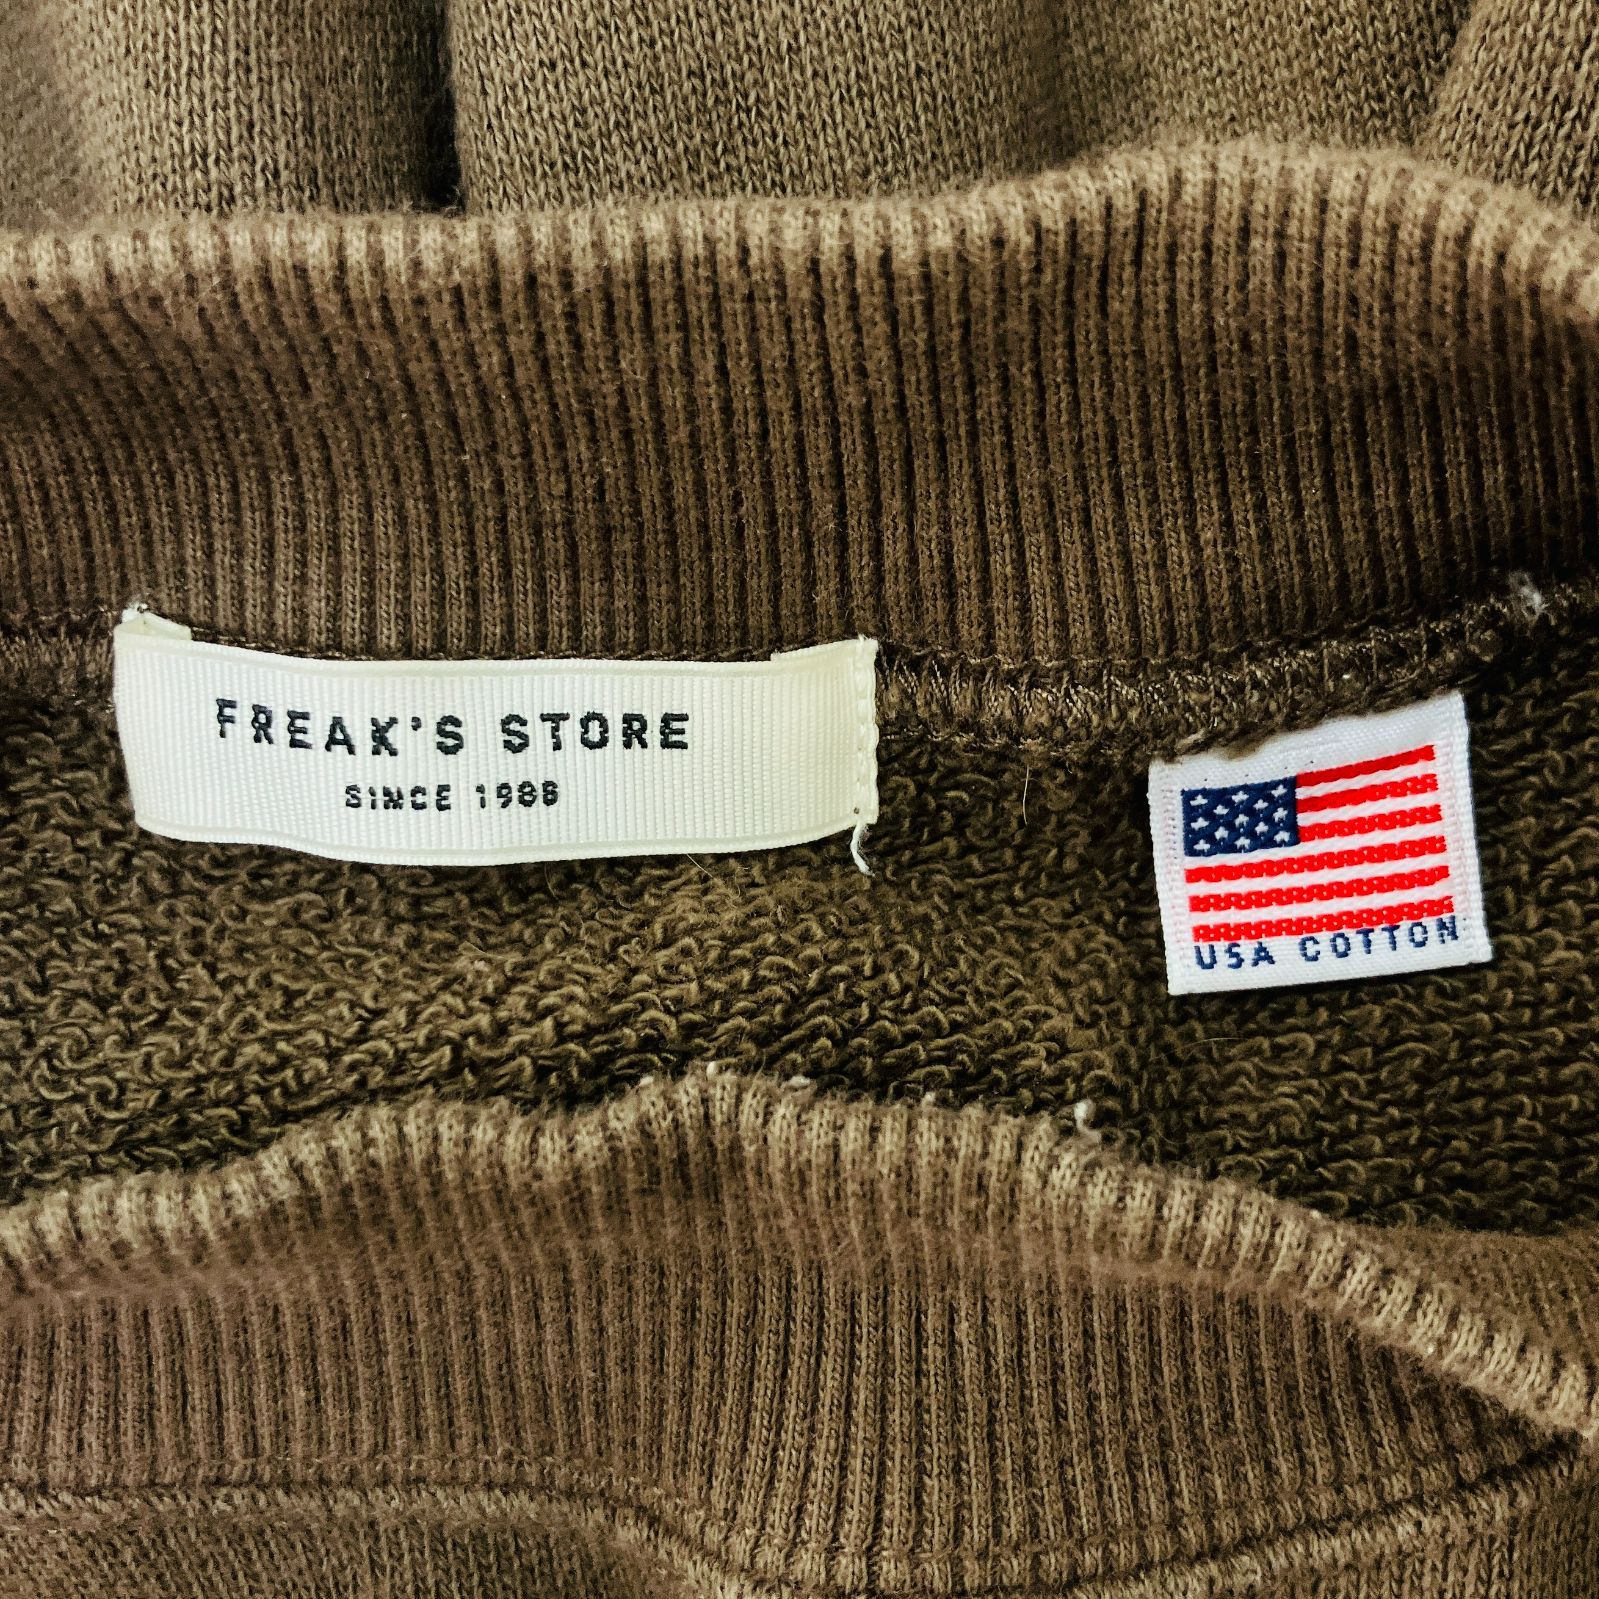 FREAK'S STORE
SINCE 1986
USA COTTON